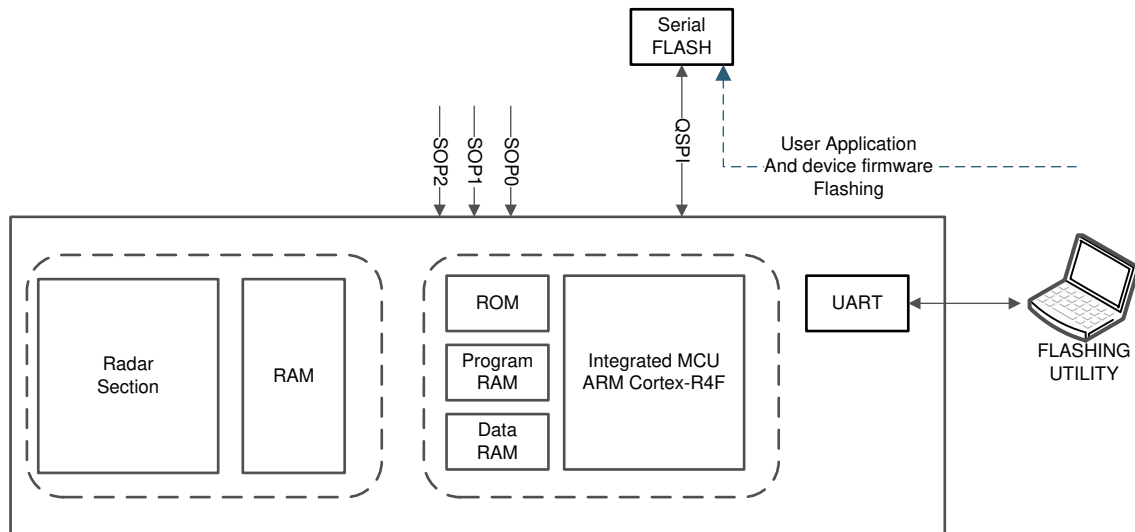 Serial
FLASH
SOP2
SOP1
SOP0
QSPI
User Application
And device firmware
Flashing
Radar
Section
RAM
ROM
Program
RAM
Data
RAM
Integrated MCU
ARM Cortex-R4F
UART
FLASHING
UTILITY